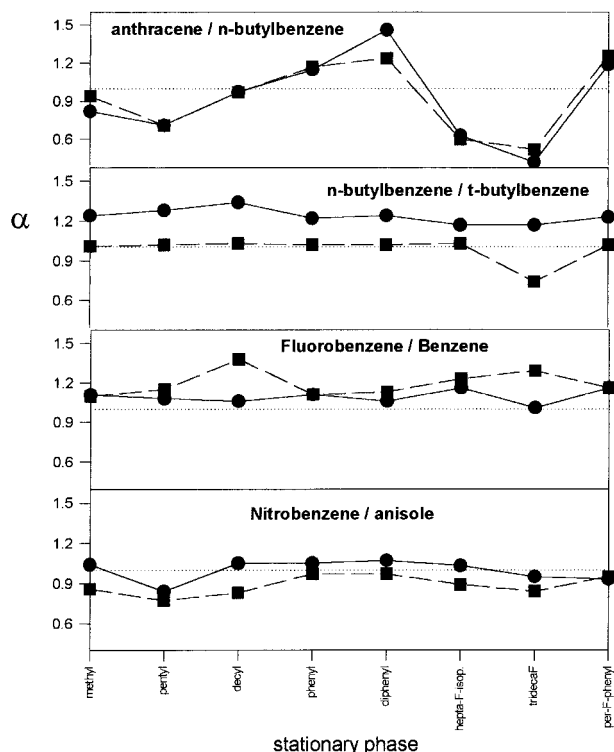 1.5
anthracene / n-butylbenzene
1.2
0.9
0.6
1.5
n-butylbenzene / t-butylbenzene
α
1.2
0.9
0.6
1.5
Fluorobenzene / Benzene
1.2
0.9
0.6
1.5
Nitrobenzene / anisole
1.2
0.9
0.6
methyl
pentyl
decyl
phenyl
diphenyl
hepta-F-isop.
tridecaF
per-F-phenyl
stationary phase